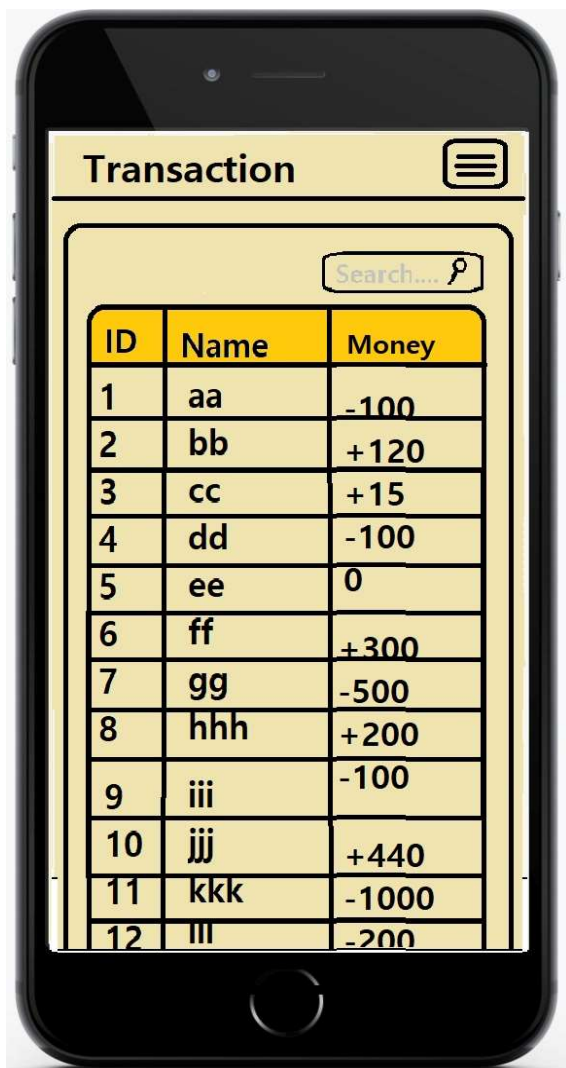 Transaction
Search....
ID Name Money
1 aa -100
2 bb +120
3 cc +15
4 dd -100
5 ee 0
6 ff +300
7 gg -500
8 hhh +200
9 iii -100
10 jjj +440
11 kkk -1000
12 lll -200